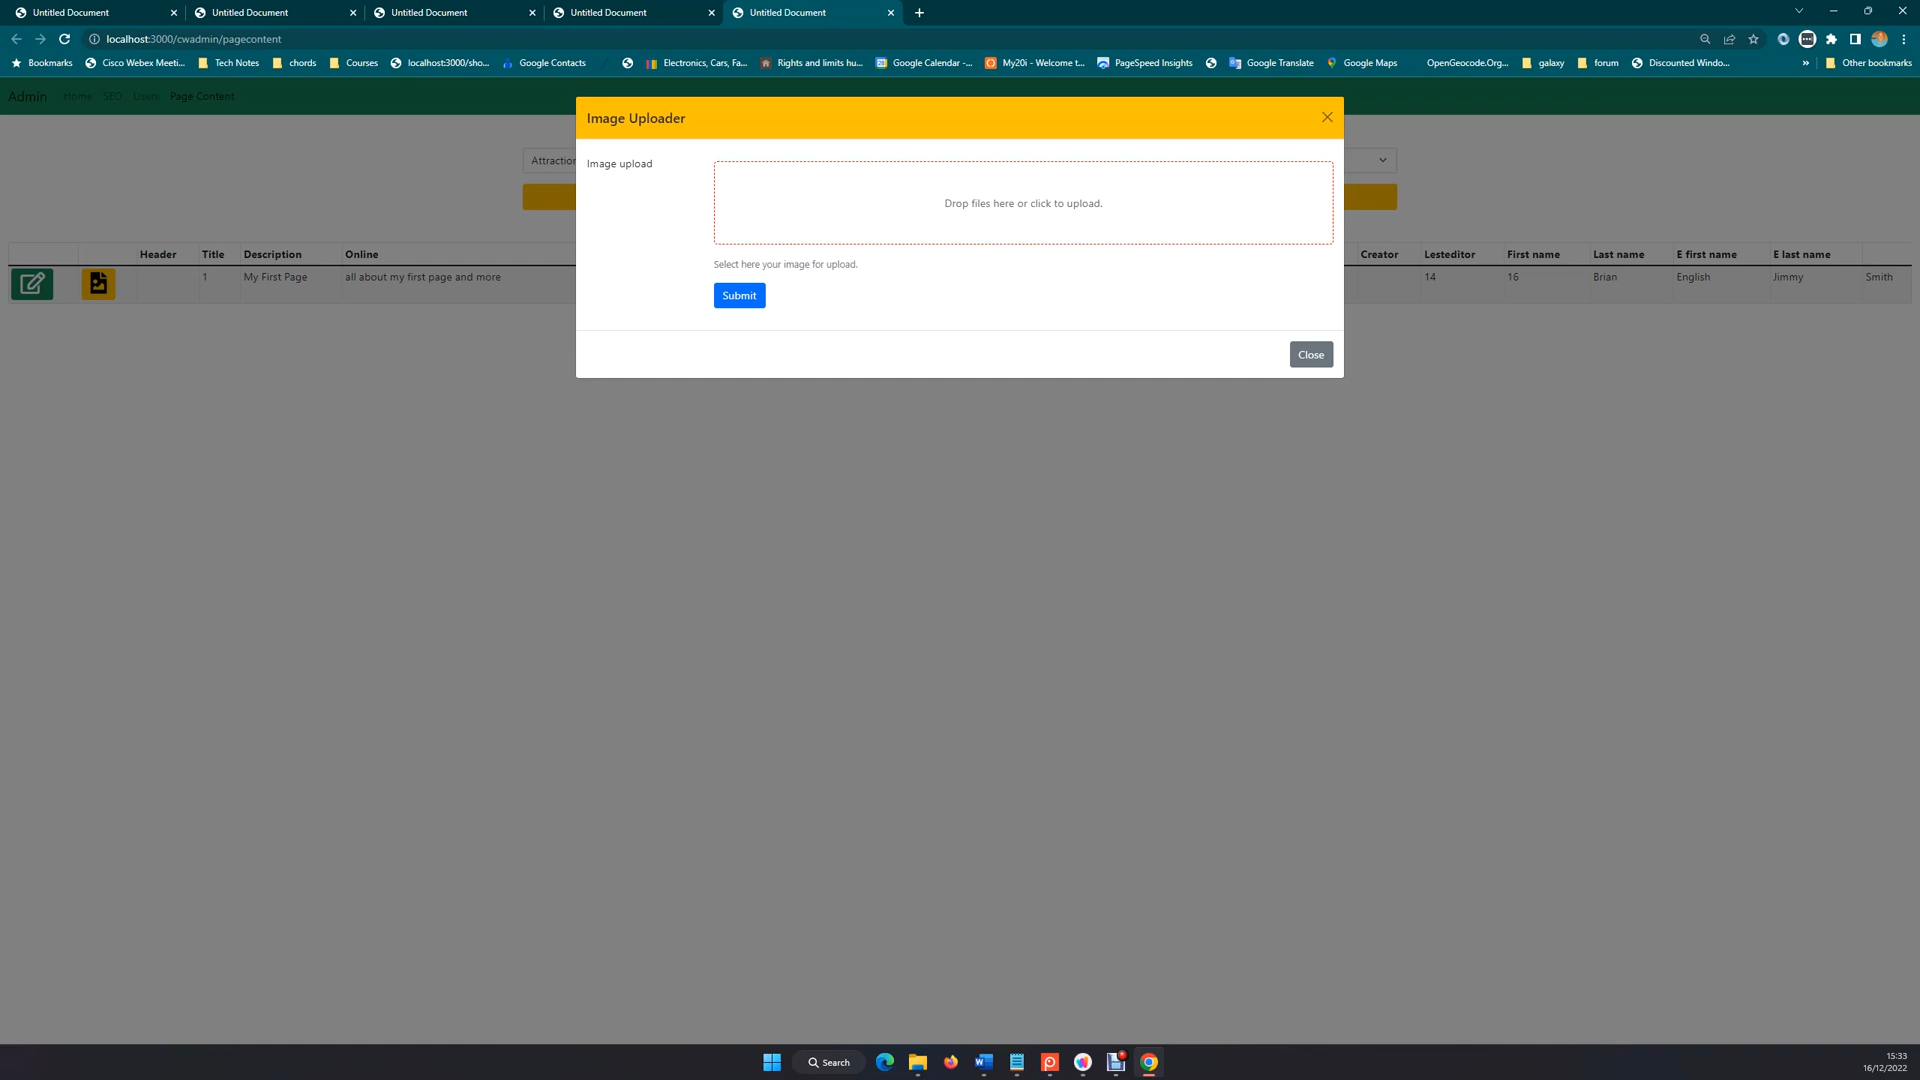 Untitled Document
Untitled Document
Untitled Document
Untitled Document
Untitled Document
localhost:3000/cwadmin/pagecontent
Bookmarks Cisco Webex Meeti... Tech Notes chords Courses localhost:3000/sho... Google Contacts Electronics, Cars, Fa... Rights and limits hu... Google Calendar -... My20i - Welcome t... PageSpeed Insights Google Translate Google Maps OpenGeocode.Org... galaxy forum Discounted Windo... » Other bookmarks
Admin Home SEO Users Page Content
Image Uploader
Image upload
Attraction
Drop files here or click to upload.
Select here your image for upload.
Submit
Close
Header Title Description Online Creator Lesteditor First name Last name E first name E last name
1 My First Page all about my first page and more 14 16 Brian English Jimmy Smith
Search
15:33
16/12/2022